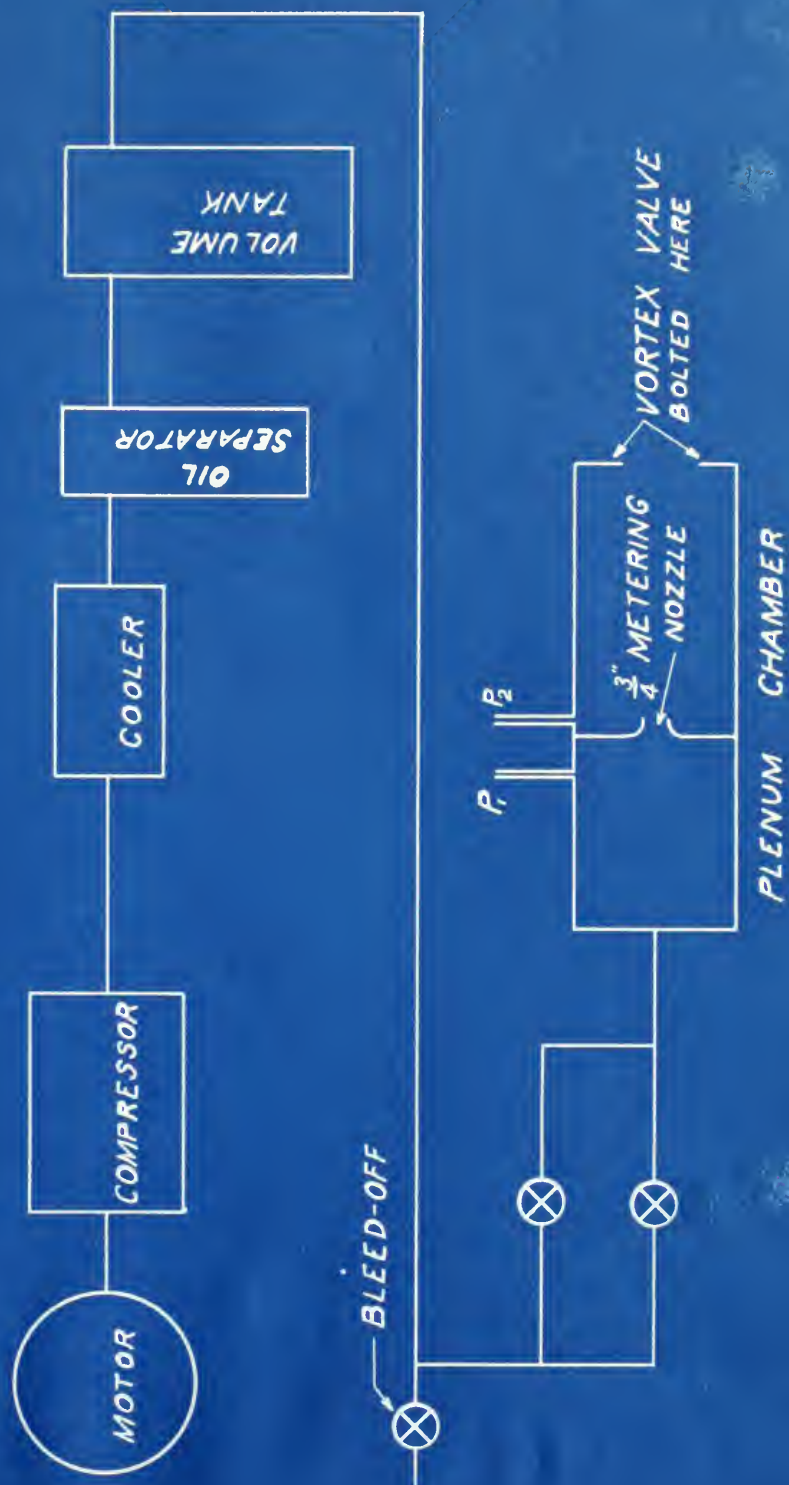 MOTOR
COMPRESSOR
COOLER
OIL
SEPARATOR
VOLUME
TANK
BLEED-OFF
P₁
P₂
3/4" METERING
NOZZLE
VORTEX VALVE
BOLTED HERE
PLENUM CHAMBER